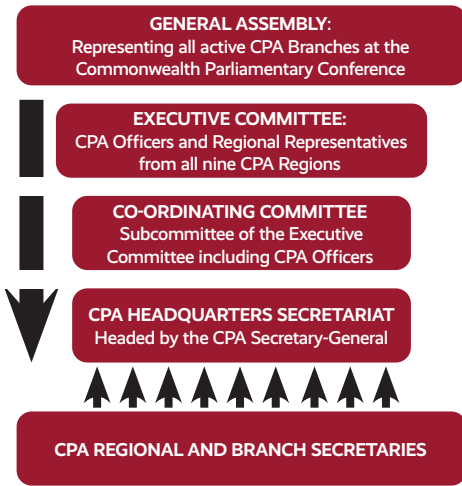 GENERAL ASSEMBLY:
Representing all active CPA Branches at the
Commonwealth Parliamentary Conference
EXECUTIVE COMMITTEE:
CPA Officers and Regional Representatives
from all nine CPA Regions
CO-ORDINATING COMMITTEE
Subcommittee of the Executive
Committee including CPA Officers
CPA HEADQUARTERS SECRETARIAT
Headed by the CPA Secretary-General
CPA REGIONAL AND BRANCH SECRETARIES